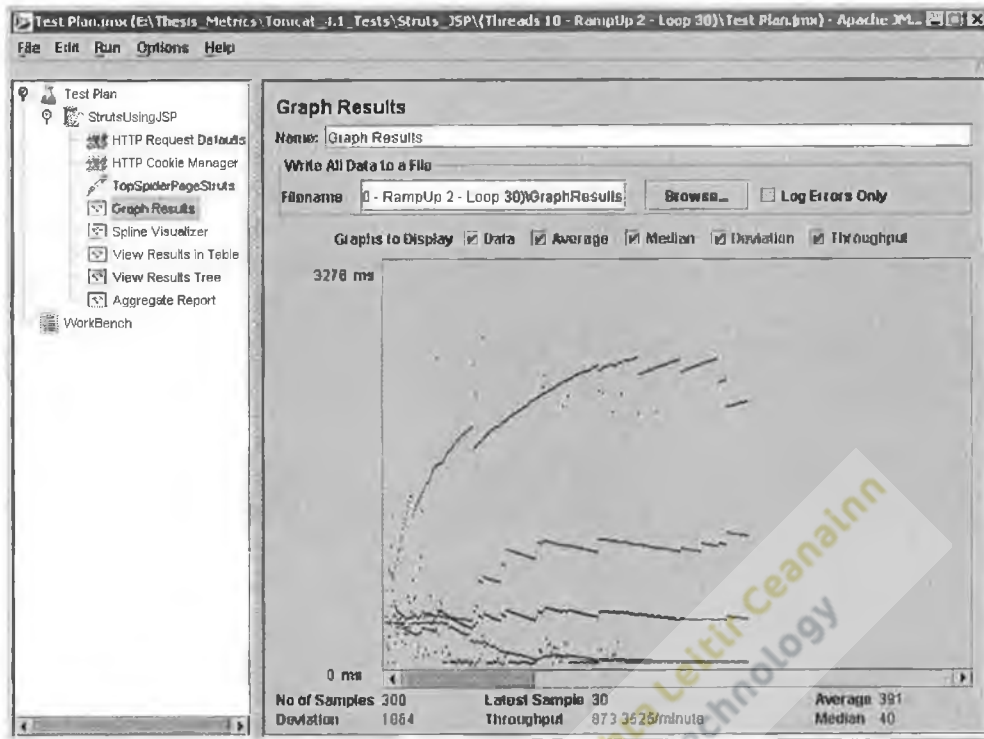 Test Plan.jmx (E:\Thesis_Metrics\Tomcat_4.1_Tests\Struts_JSP\(Threads 10 - RampUp 2 - Loop 30)\Test Plan.jmx) - Apache JM...
File Edit Run Options Help
Test Plan
StrutsUsingJSP
HTTP Request Defaults
HTTP Cookie Manager
TopSpiderPageStruts
Graph Results
Spline Visualizer
View Results in Table
View Results Tree
Aggregate Report
WorkBench
Graph Results
Name: Graph Results
Write All Data to a File
Filename 0 - RampUp 2 - Loop 30)\GraphResults Browse... Log Errors Only
Graphs to Display Data Average Median Deviation Throughput
3276 ms
0 ms
No of Samples 300 Latest Sample 30 Average 391
Deviation 1064 Throughput 873.3525/minute Median 40
Leitir Ceanainn